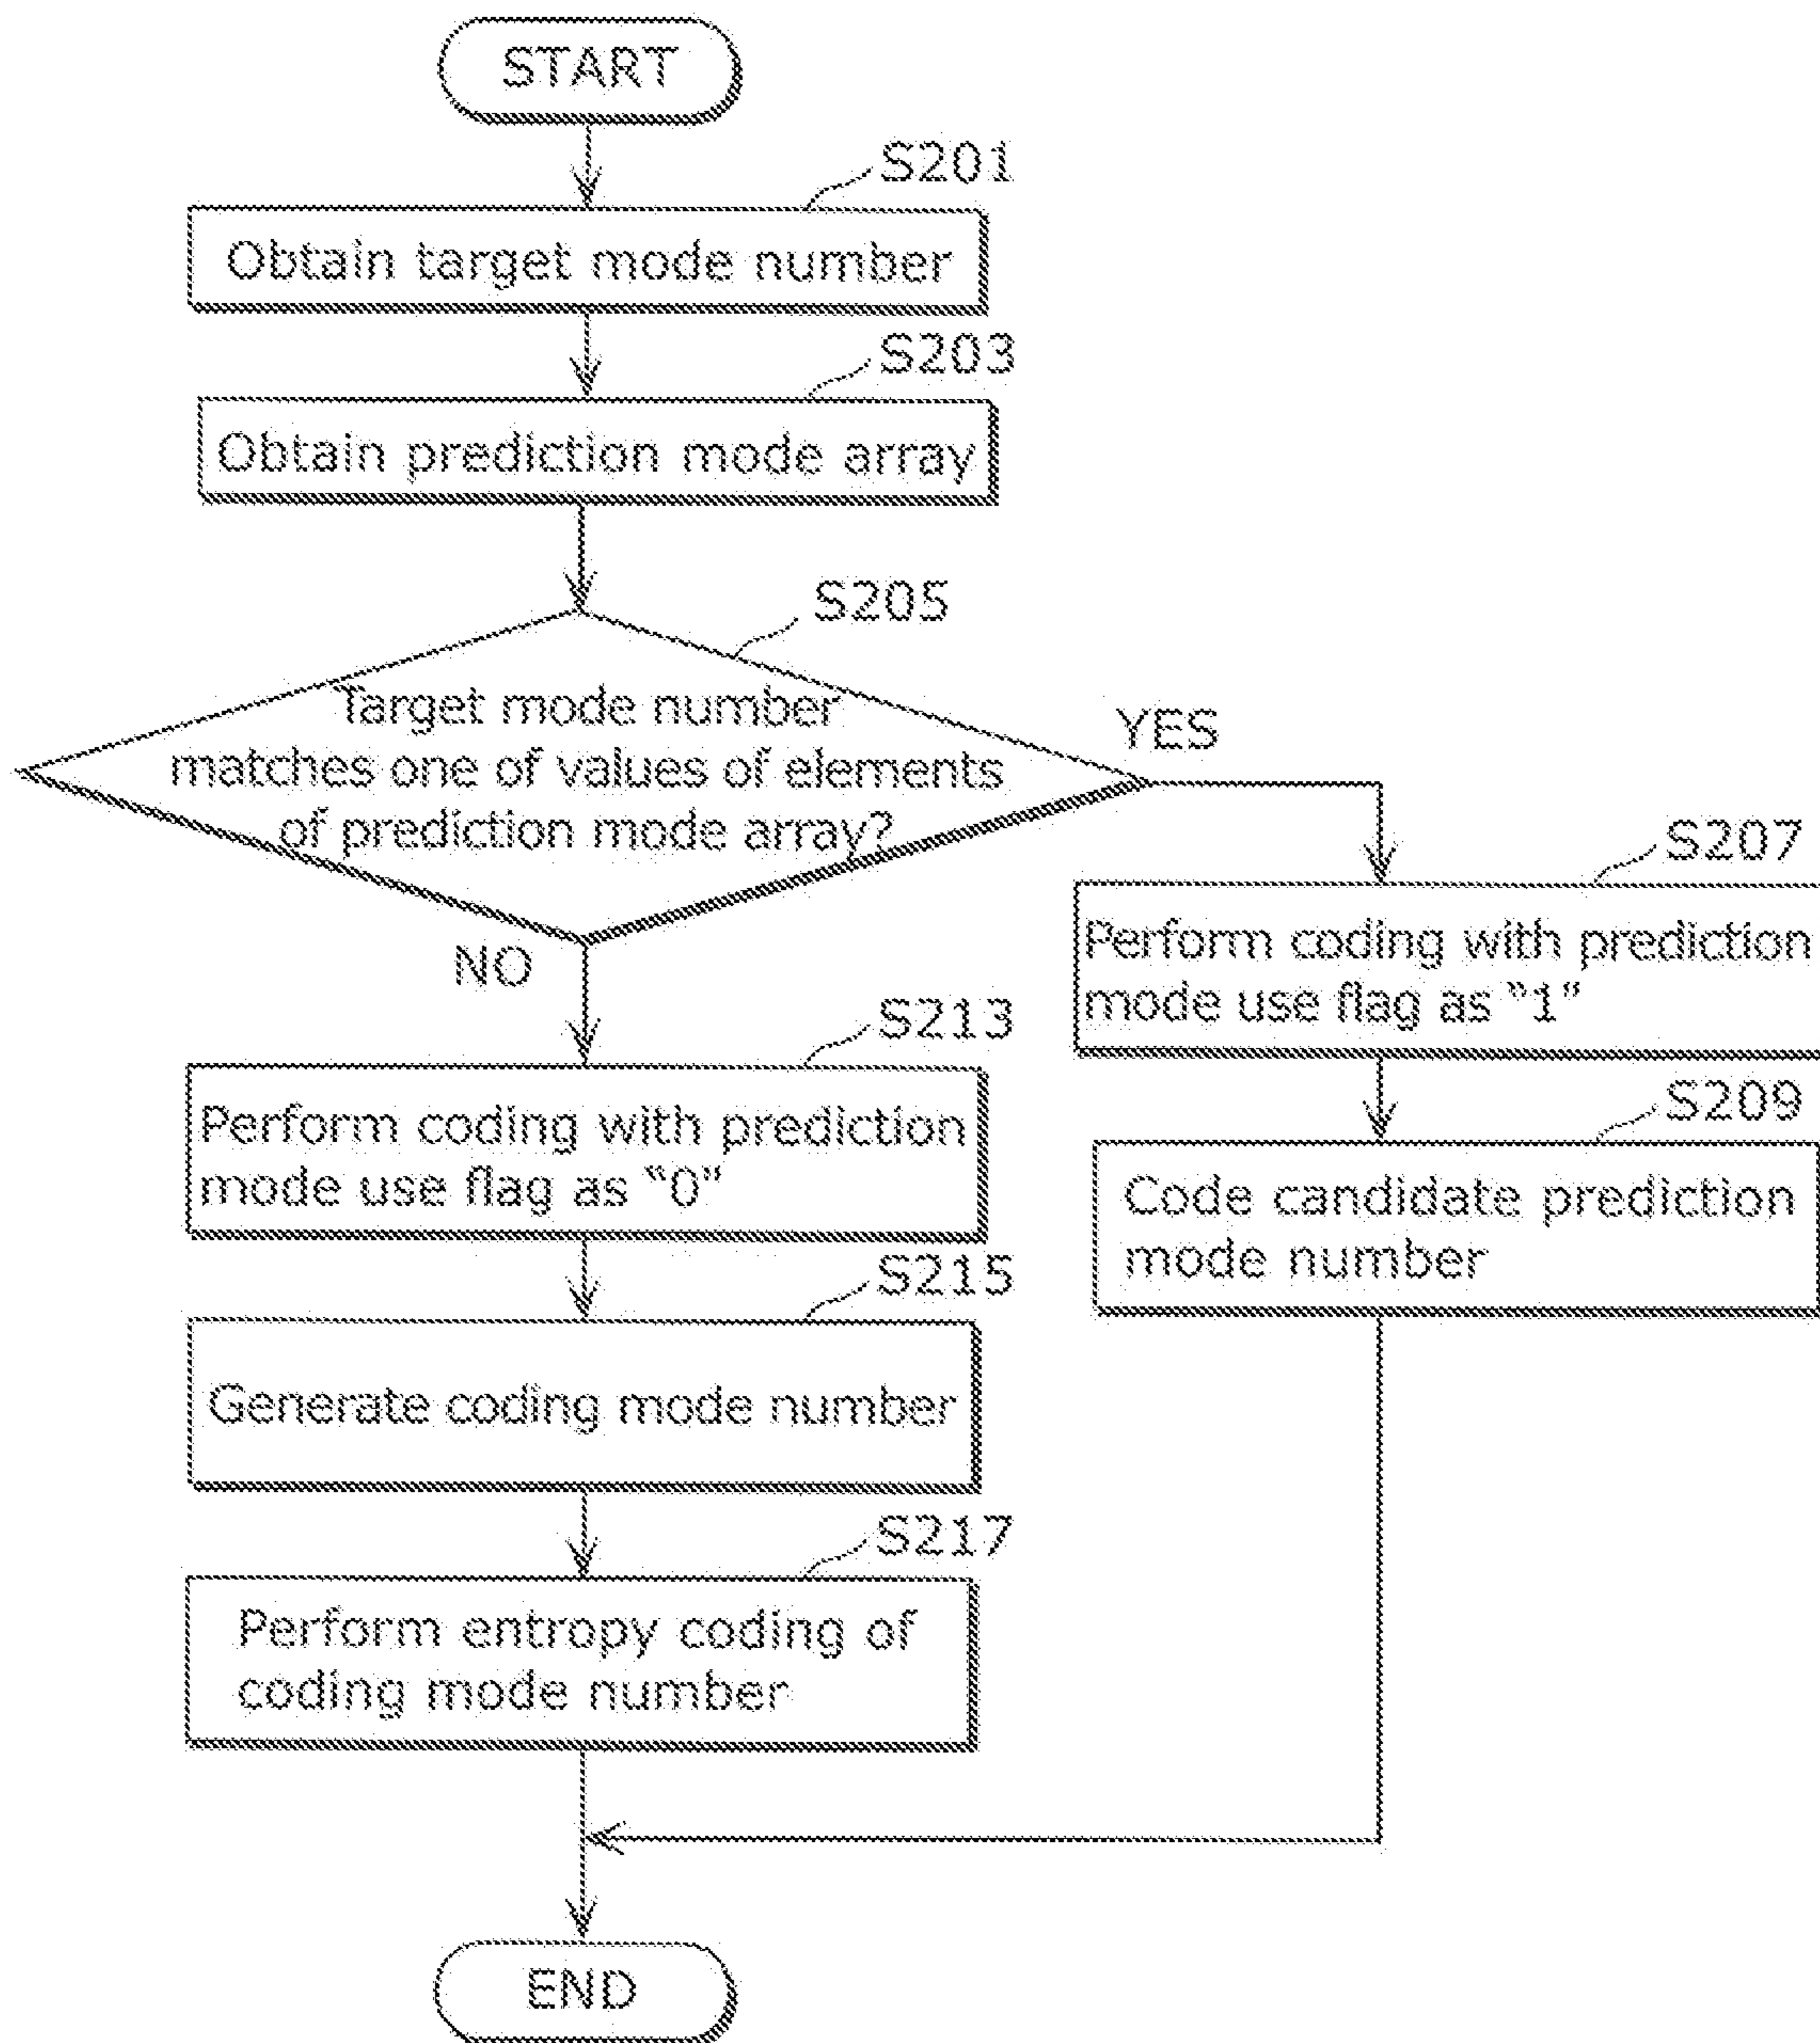 START
S201
Obtain target mode number
S203
Obtain prediction mode array
S205
Target mode number
matches one of values of elements
of prediction mode array?
YES
NO
S207
Perform coding with prediction
mode use flag as “1”
S209
Code candidate prediction
mode number
S213
Perform coding with prediction
mode use flag as “0”
S215
Generate coding mode number
S217
Perform entropy coding of
coding mode number
END